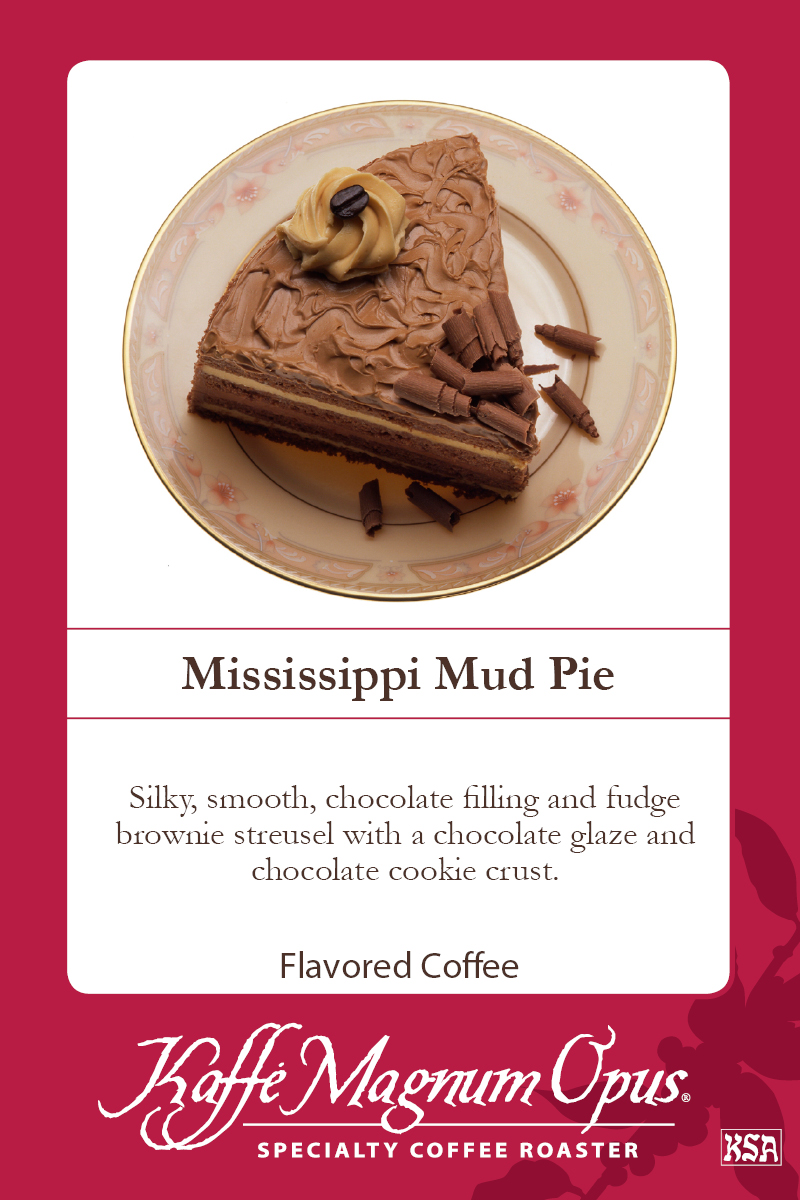 Mississippi Mud Pie
Silky, smooth, chocolate filling and fudge
brownie streusel with a chocolate glaze and
chocolate cookie crust.
Flavored Coffee
Kaffé Magnum Opus®
SPECIALTY COFFEE ROASTER
KSA